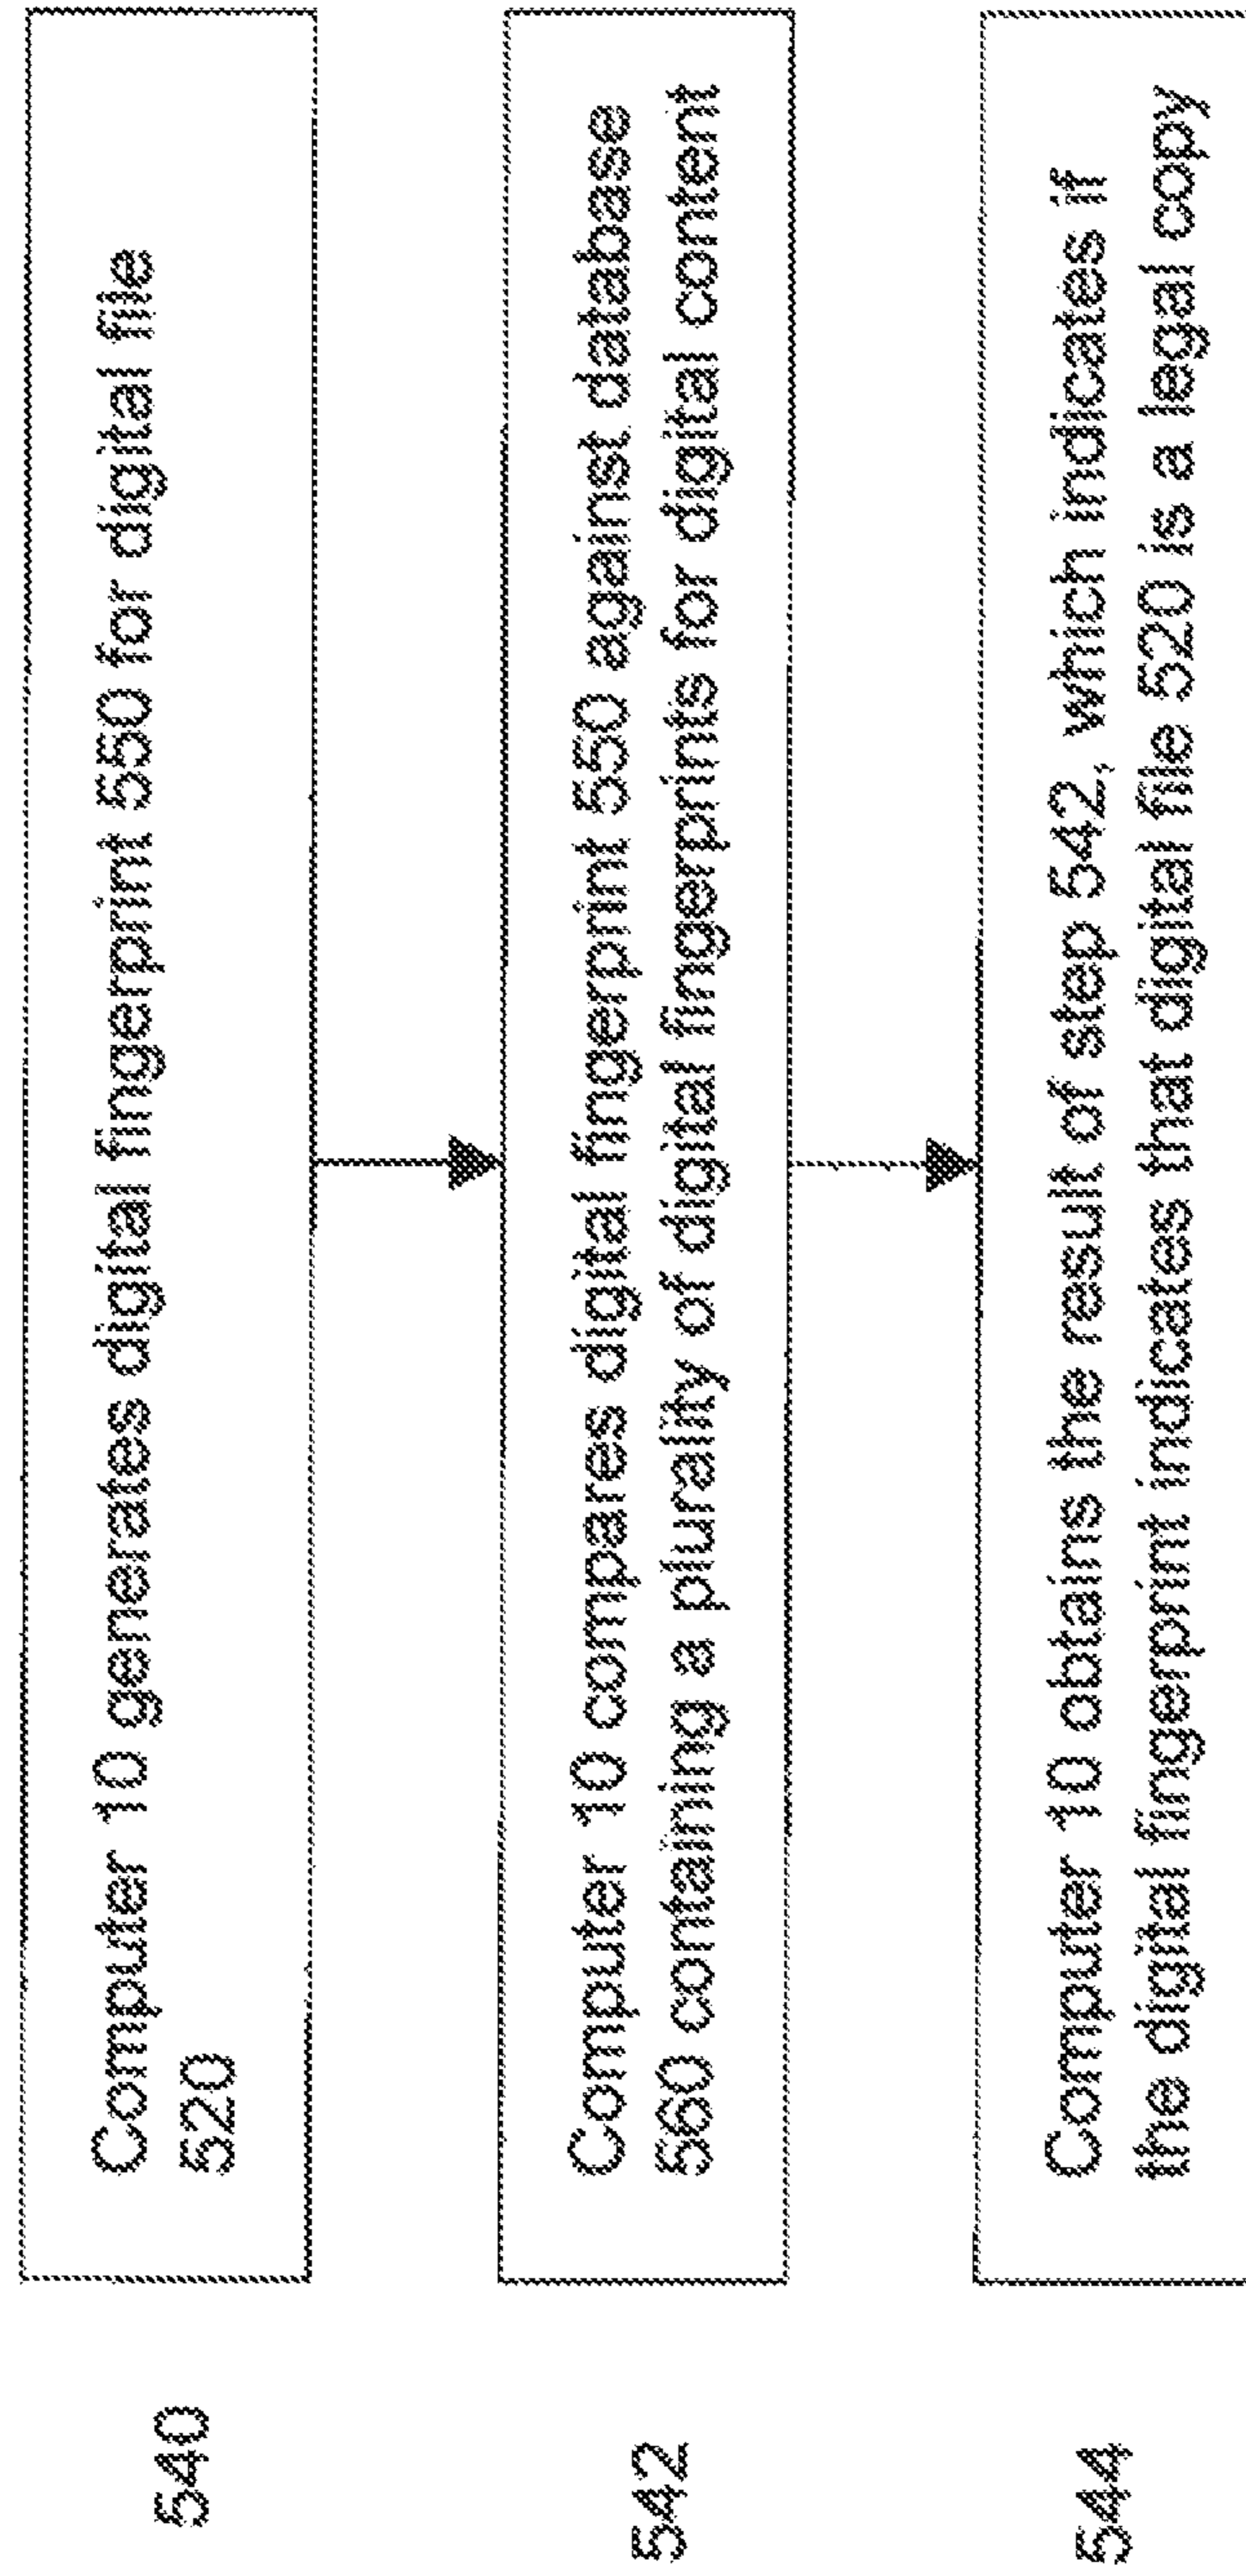 540
Computer 10 generates digital fingerprint 550 for digital file
520
542
Computer 10 compares digital fingerprint 550 against database
560 containing a plurality of digital fingerprints for digital content
544
Computer 10 obtains the result of step 542, which indicates if
the digital fingerprint indicates that digital file 520 is a legal copy